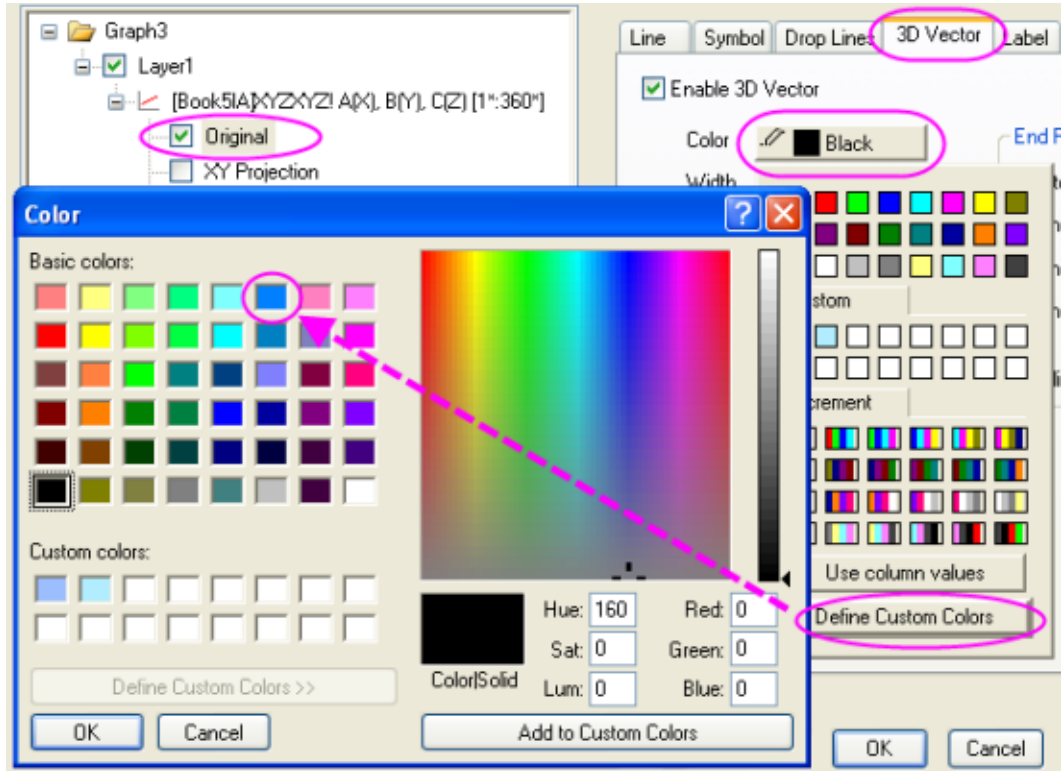 Graph3
Layer1
[Book5!A]XYZXYZ! A(X), B(Y), C(Z) [1*:360*]
Original
XY Projection
Line Symbol Drop Lines 3D Vector Label
Enable 3D Vector
Color Black
Width
Color
Basic colors:
Custom colors:
Define Custom Colors >>
OK Cancel
Color|Solid
Hue: 160 Red: 0
Sat: 0 Green: 0
Lum: 0 Blue: 0
Add to Custom Colors
Use column values
Define Custom Colors
OK Cancel